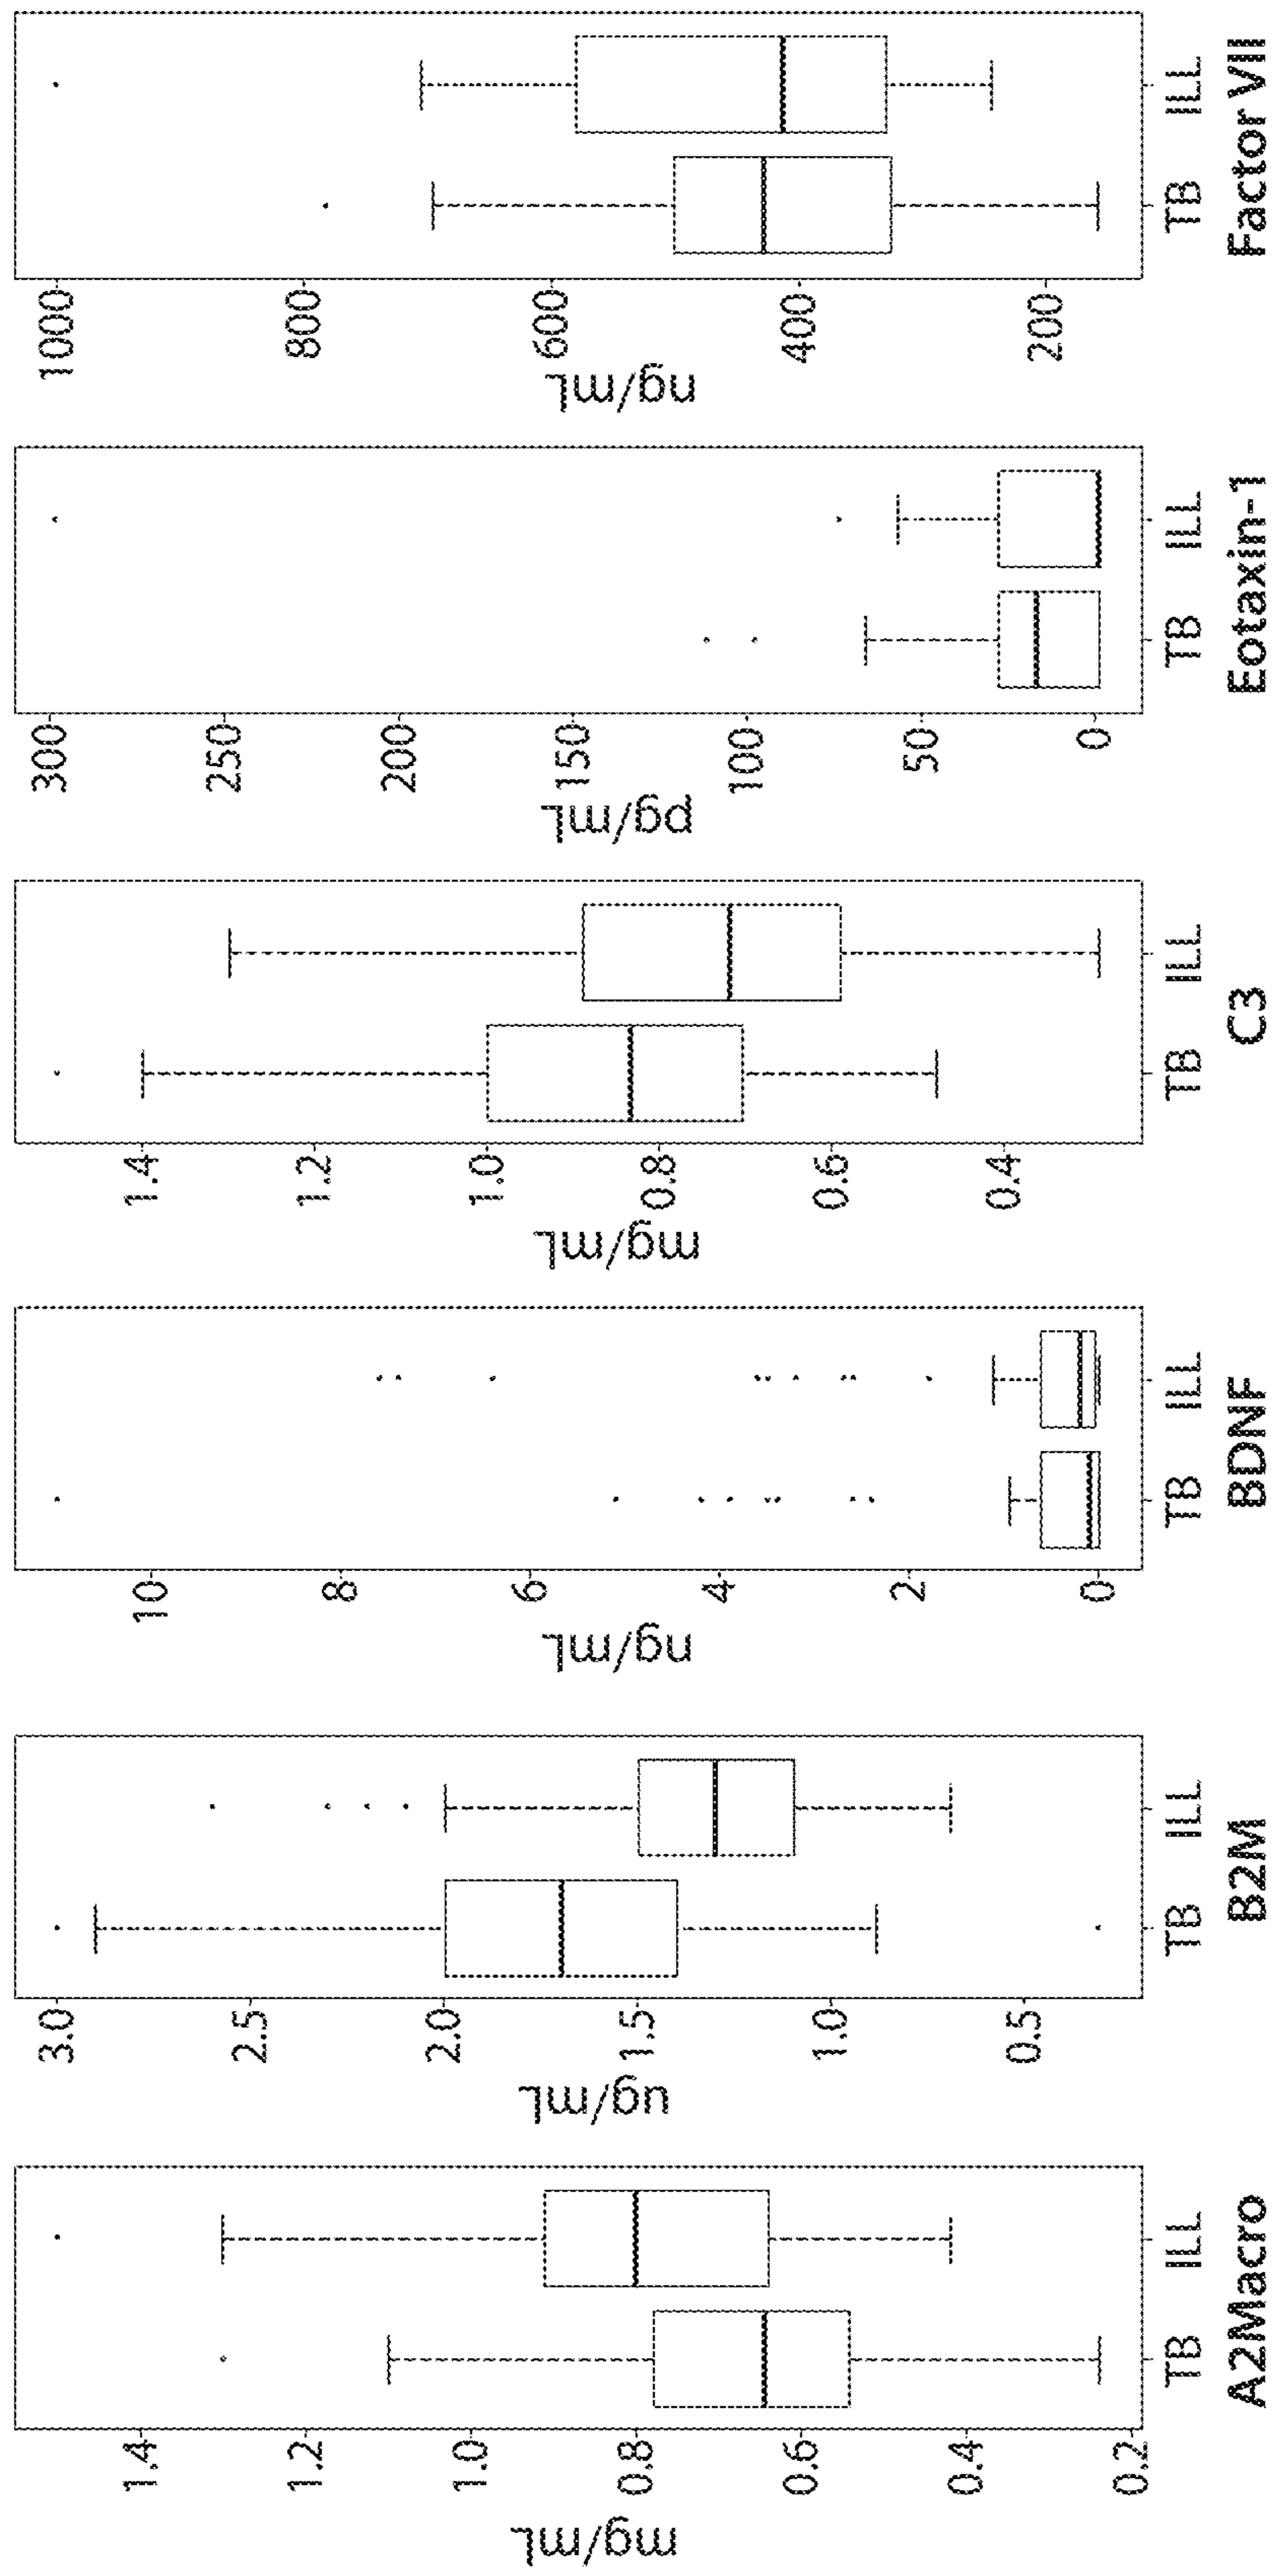 mg/mL
1.4
1.2
1.0
0.8
0.6
0.4
0.2
TB ILL
A2Macro
ug/mL
3.0
2.5
2.0
1.5
1.0
0.5
TB ILL
B2M
ng/mL
10
8
6
4
2
0
TB ILL
BDNF
mg/mL
1.4
1.2
1.0
0.8
0.6
0.4
TB ILL
C3
pg/mL
300
250
200
150
100
50
0
TB ILL
Eotaxin-1
ng/mL
1000
800
600
400
200
TB ILL
Factor VII